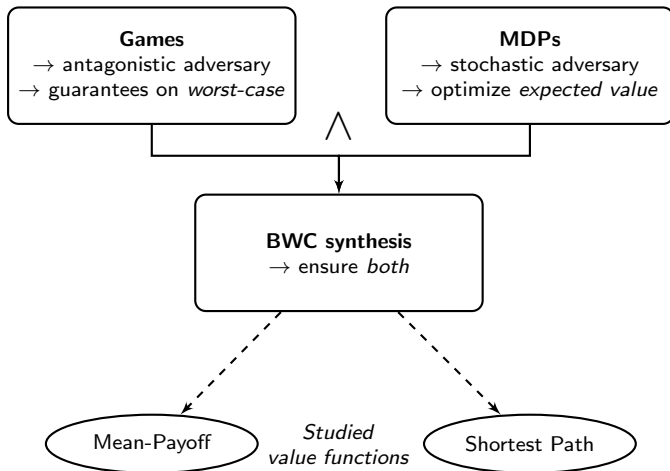 Games
→ antagonistic adversary
→ guarantees on worst-case
MDPs
→ stochastic adversary
→ optimize expected value
∧
BWC synthesis
→ ensure both
Mean-Payoff
Studied
value functions
Shortest Path